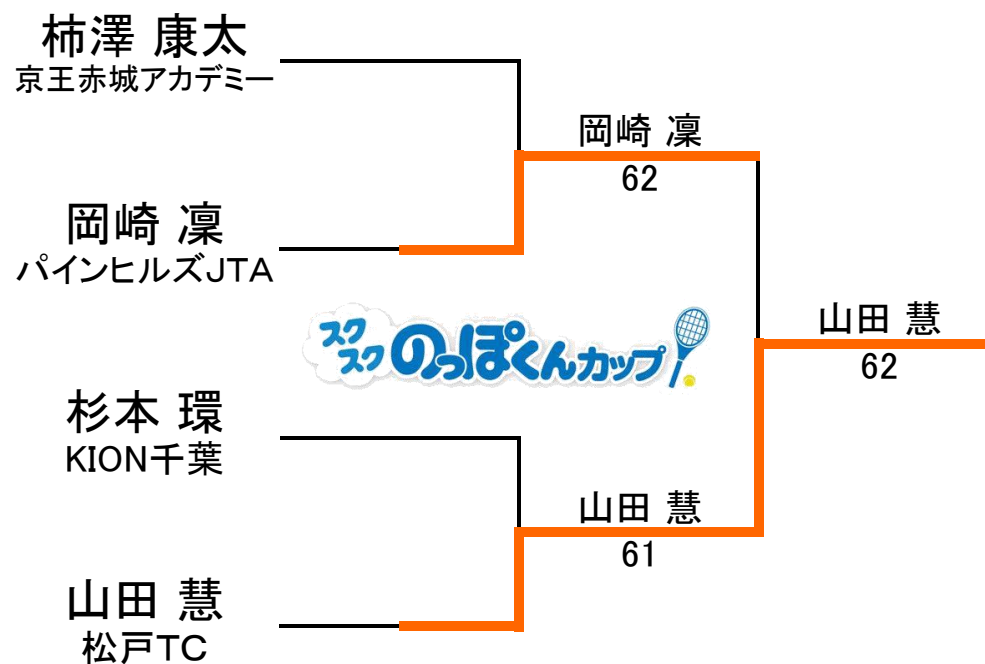 柿澤 康太
京王赤城アカデミー
岡崎 凜
62
岡崎 凜
パインヒルズJTA
スク
スク のっぽくんカップ
山田 慧
62
杉本 環
KION千葉
山田 慧
61
山田 慧
松戸TC